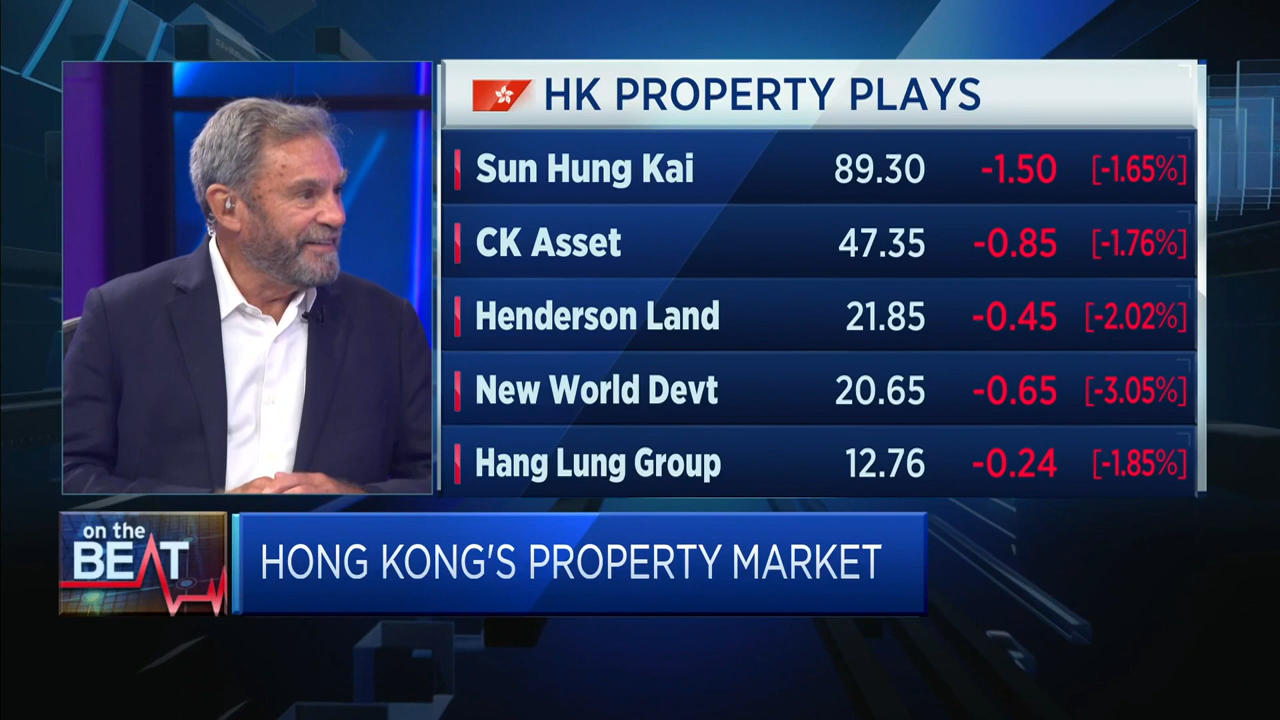 HK PROPERTY PLAYS
Sun Hung Kai 89.30 -1.50 [-1.65%]
CK Asset 47.35 -0.85 [-1.76%]
Henderson Land 21.85 -0.45 [-2.02%]
New World Devt 20.65 -0.65 [-3.05%]
Hang Lung Group 12.76 -0.24 [-1.85%]
on the
BEAT
HONG KONG'S PROPERTY MARKET